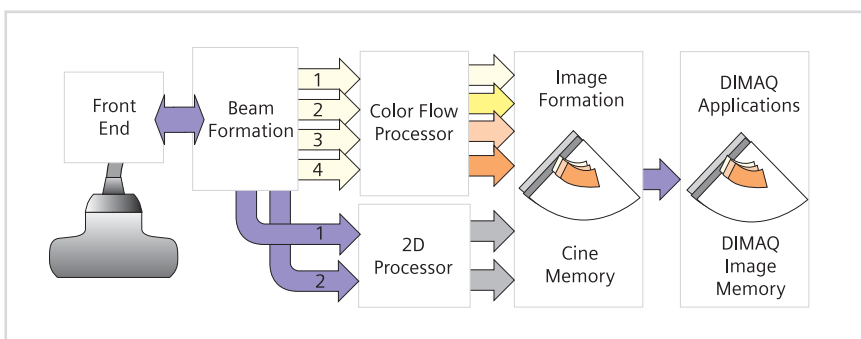 Front
End
Beam
Formation
1
2
3
4
Color Flow
Processor
1
2
2D
Processor
Image
Formation
Cine
Memory
DIMAQ
Applications
DIMAQ
Image
Memory